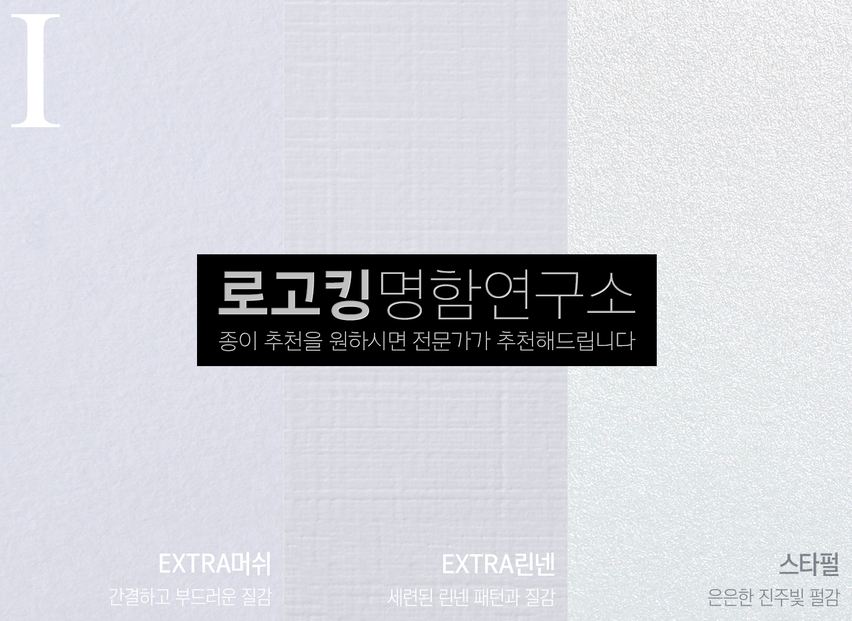 I
로고킹명함연구소
종이 추천을 원하시면 전문가가 추천해드립니다
EXTRA머쉬
간결하고 부드러운 질감
EXTRA린넨
세련된 린넨 패턴과 질감
스타펄
은은한 진주빛 펄감